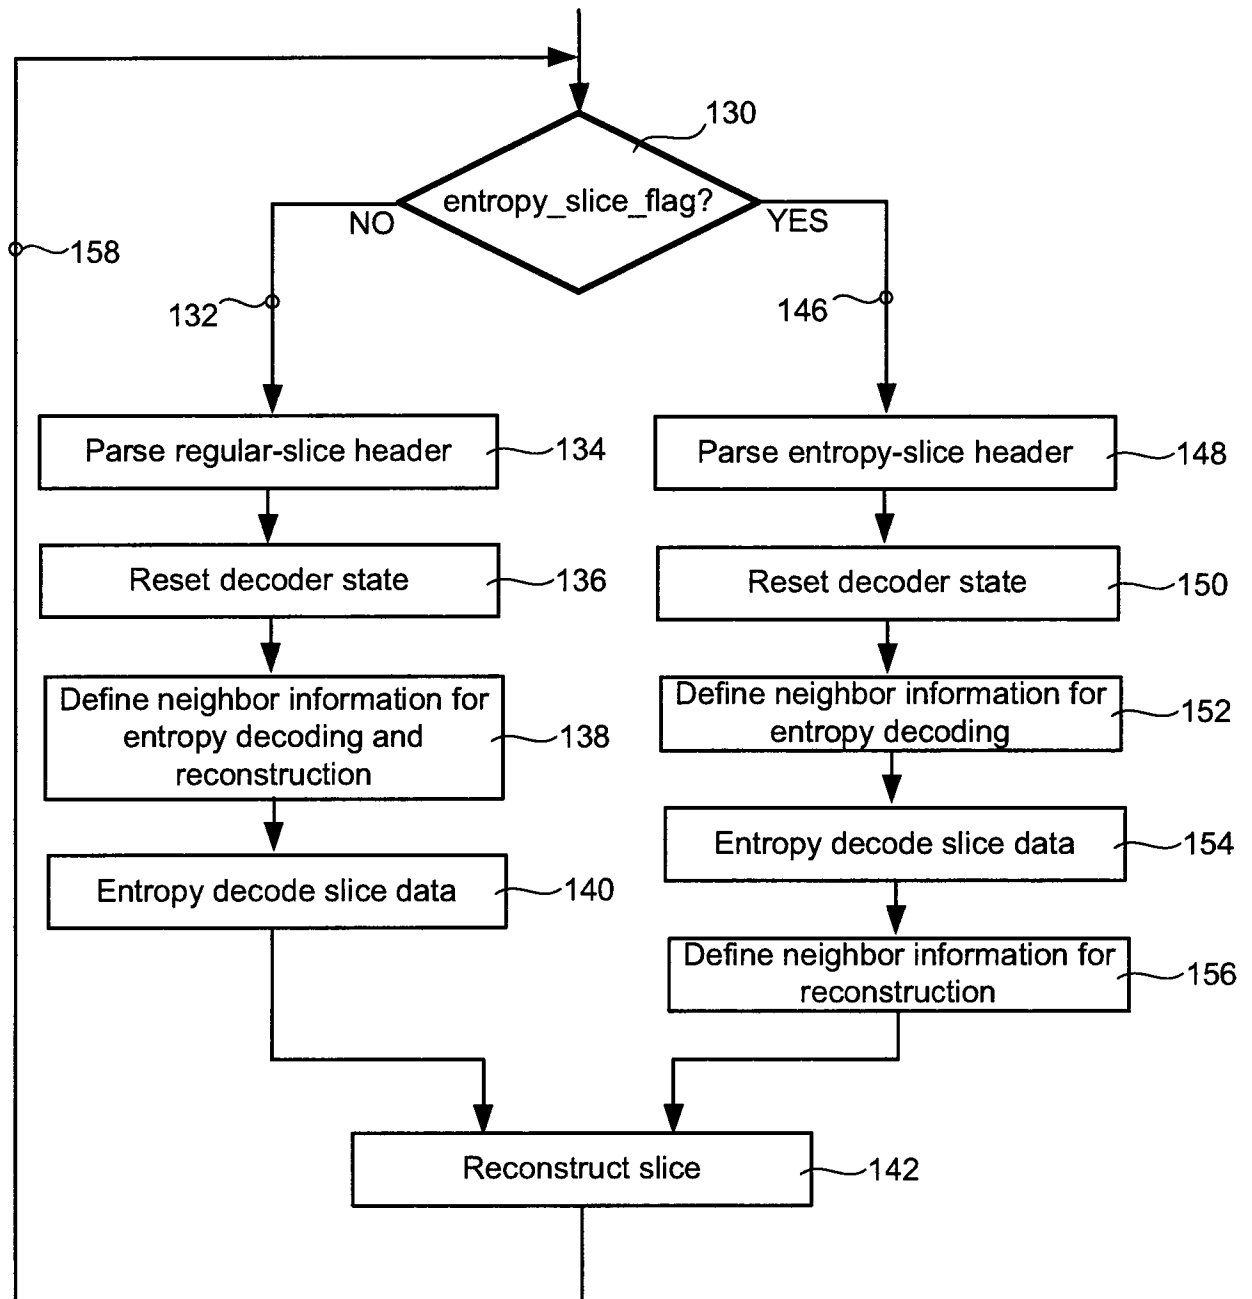 130
entropy_slice_flag?
NO
YES
158
132
146
Parse regular-slice header
134
Parse entropy-slice header
148
Reset decoder state
136
Reset decoder state
150
Define neighbor information for
entropy decoding and
reconstruction
138
Define neighbor information for
entropy decoding
152
Entropy decode slice data
140
Entropy decode slice data
154
Define neighbor information for
reconstruction
156
Reconstruct slice
142